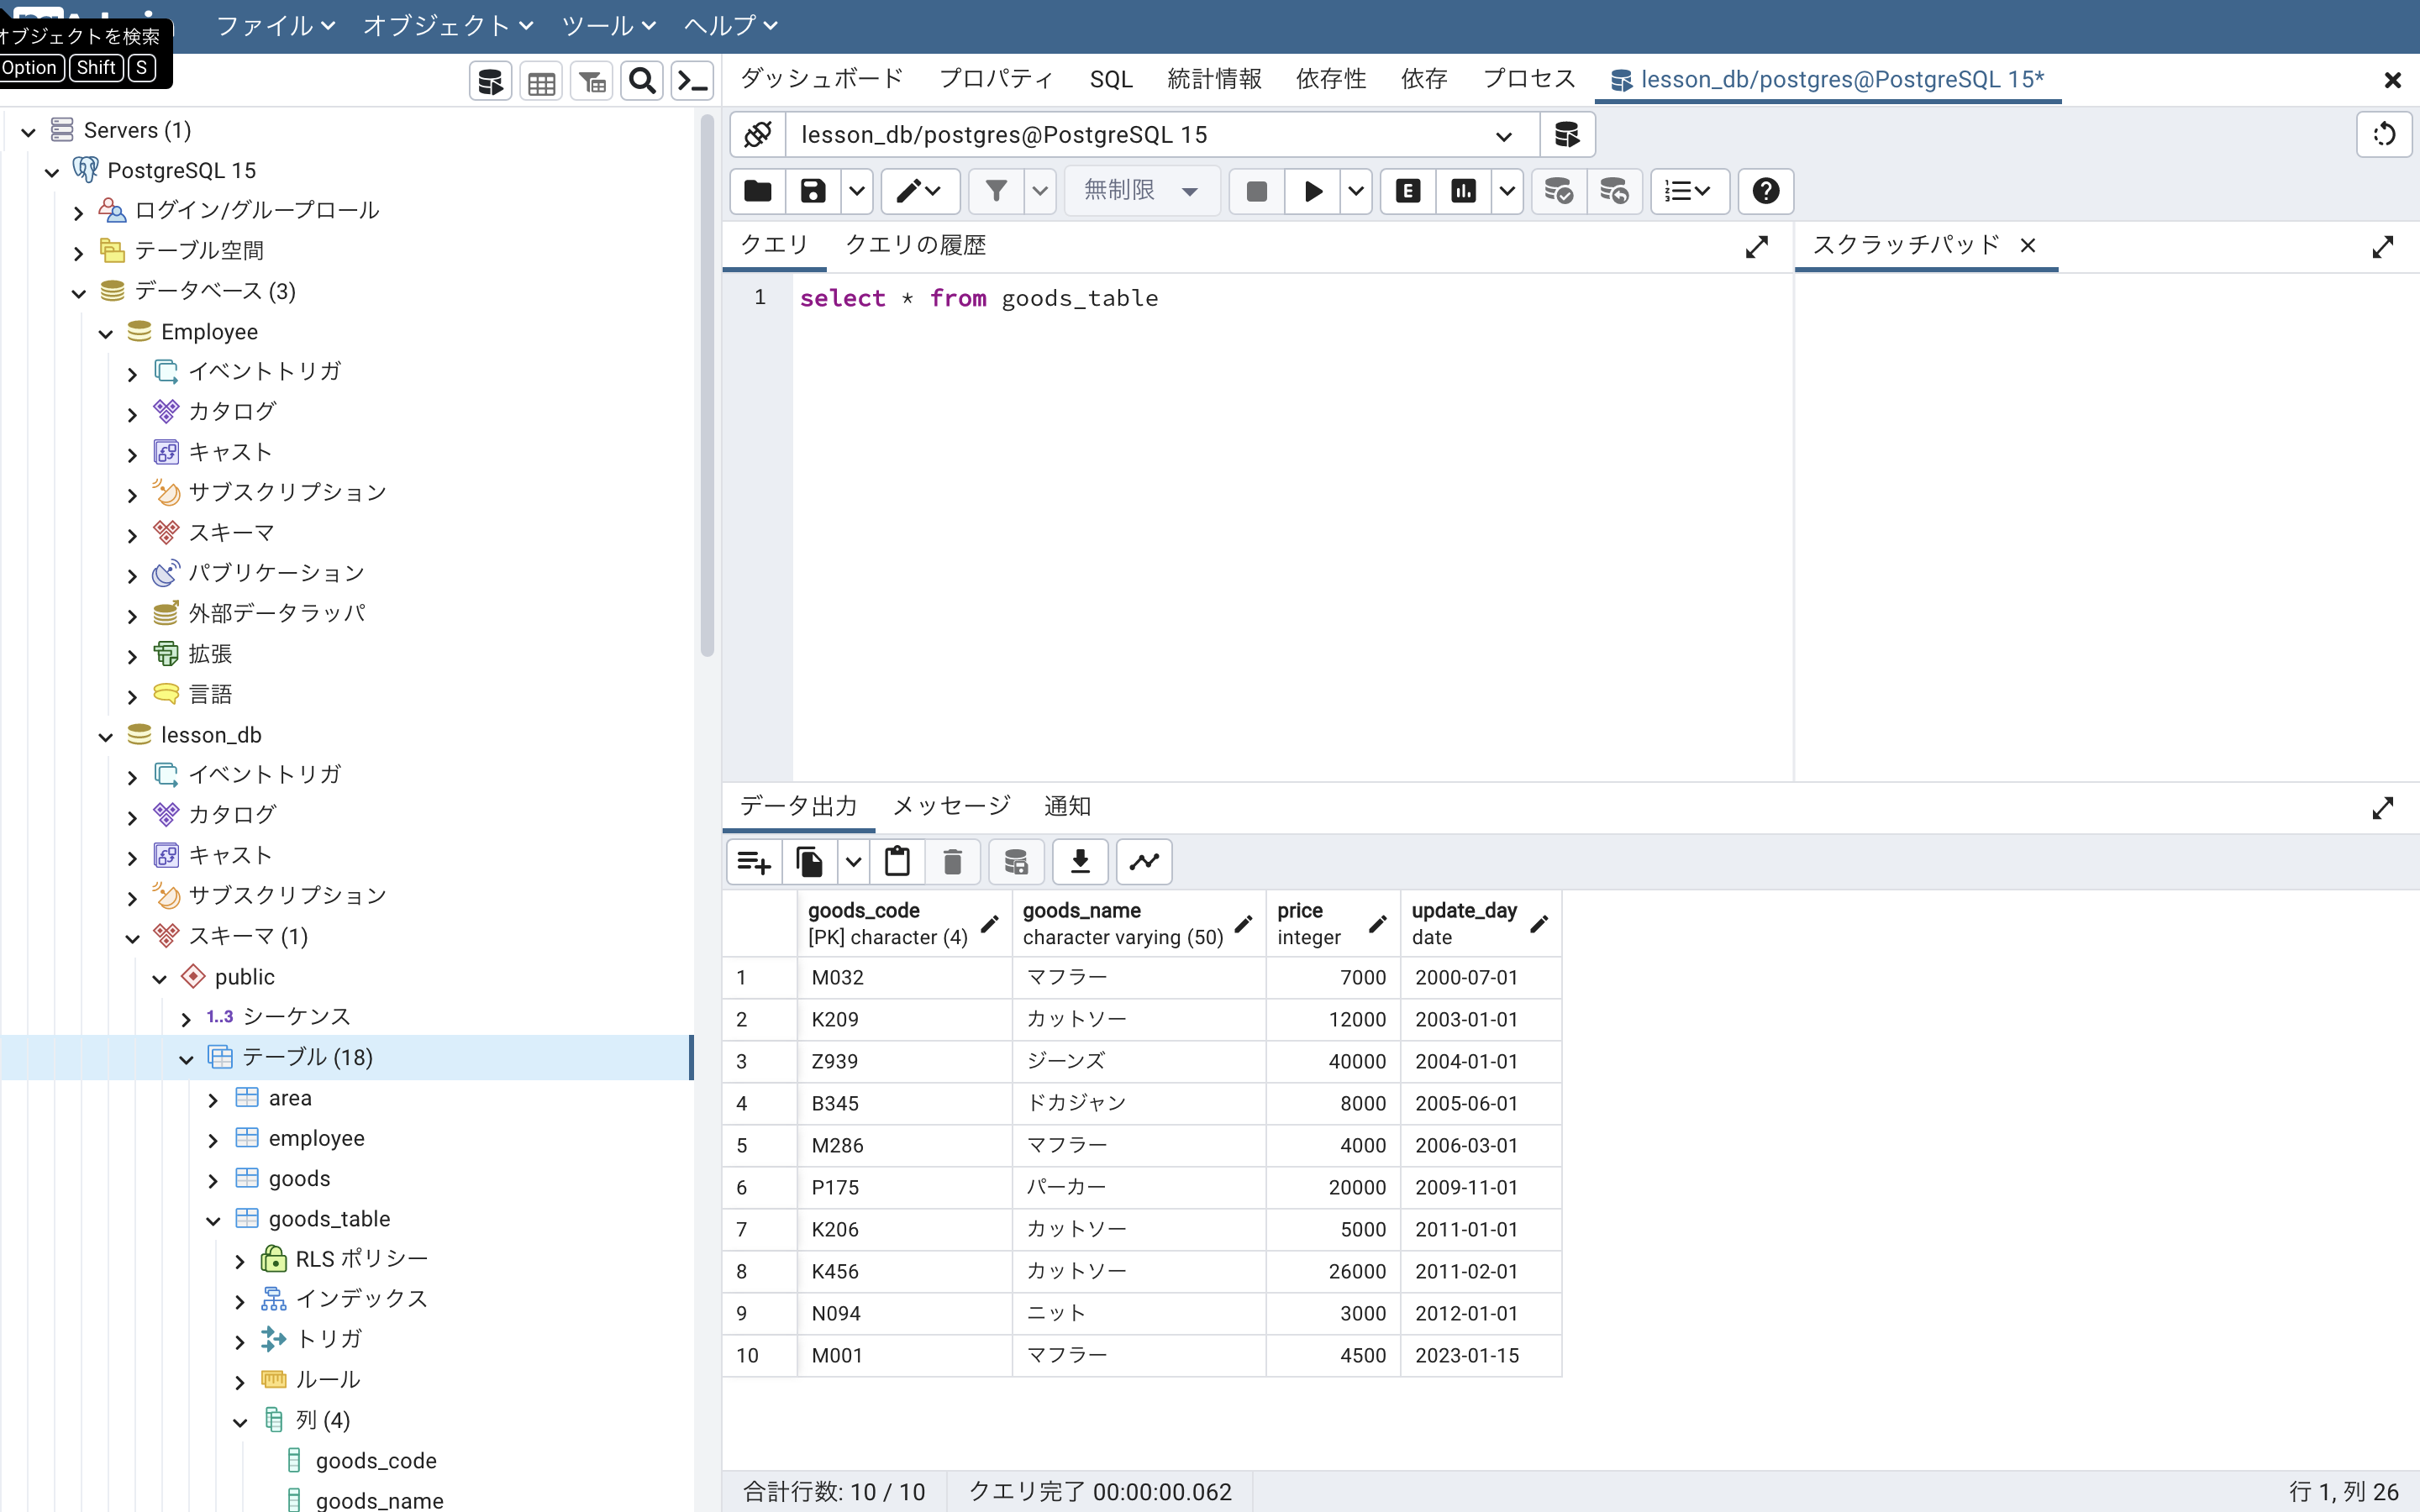 ファイル オブジェクト ツール ヘルプ
オブジェクトを検索
Option Shift S
ダッシュボード プロパティ SQL 統計情報 依存性 依存 プロセス lesson_db/postgres@PostgreSQL 15*
Servers (1)
PostgreSQL 15
ログイン/グループロール
テーブル空間
データベース (3)
Employee
イベントトリガ
カタログ
キャスト
サブスクリプション
スキーマ
パブリケーション
外部データラッパ
拡張
言語
lesson_db
イベントトリガ
カタログ
キャスト
サブスクリプション
スキーマ (1)
public
1..3 シーケンス
テーブル (18)
area
employee
goods
goods_table
RLS ポリシー
インデックス
トリガ
ルール
列 (4)
goods_code
goods_name
lesson_db/postgres@PostgreSQL 15
無制限
E
クエリ クエリの履歴
スクラッチパッド
1 select * from goods_table
データ出力 メッセージ 通知
goods_code goods_name price update_day
[PK] character (4) character varying (50) integer date
1 M032 マフラー 7000 2000-07-01
2 K209 カットソー 12000 2003-01-01
3 Z939 ジーンズ 40000 2004-01-01
4 B345 ドカジャン 8000 2005-06-01
5 M286 マフラー 4000 2006-03-01
6 P175 パーカー 20000 2009-11-01
7 K206 カットソー 5000 2011-01-01
8 K456 カットソー 26000 2011-02-01
9 N094 ニット 3000 2012-01-01
10 M001 マフラー 4500 2023-01-15
合計行数: 10 / 10 クエリ完了 00:00:00.062 行 1, 列 26